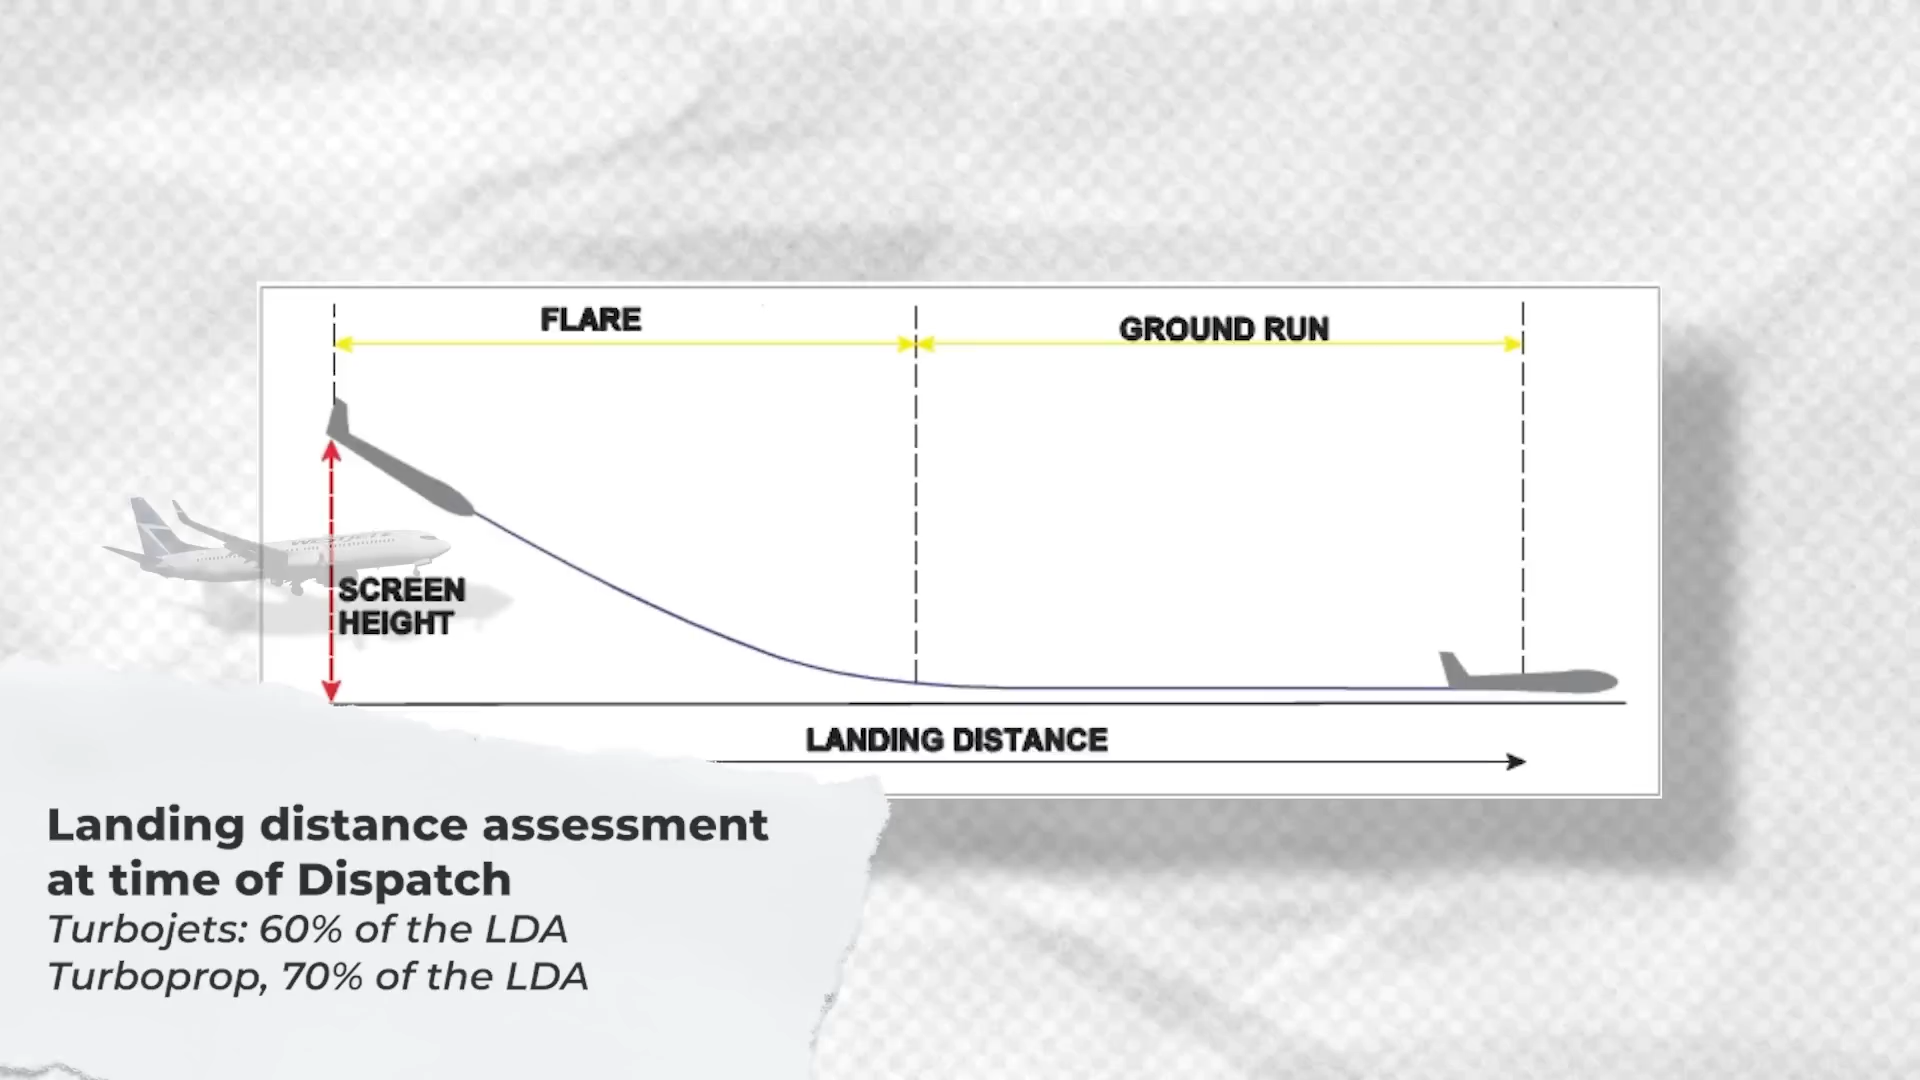 FLARE
GROUND RUN
SCREEN
HEIGHT
LANDING DISTANCE
Landing distance assessment
at time of Dispatch
Turbojets: 60% of the LDA
Turboprop, 70% of the LDA